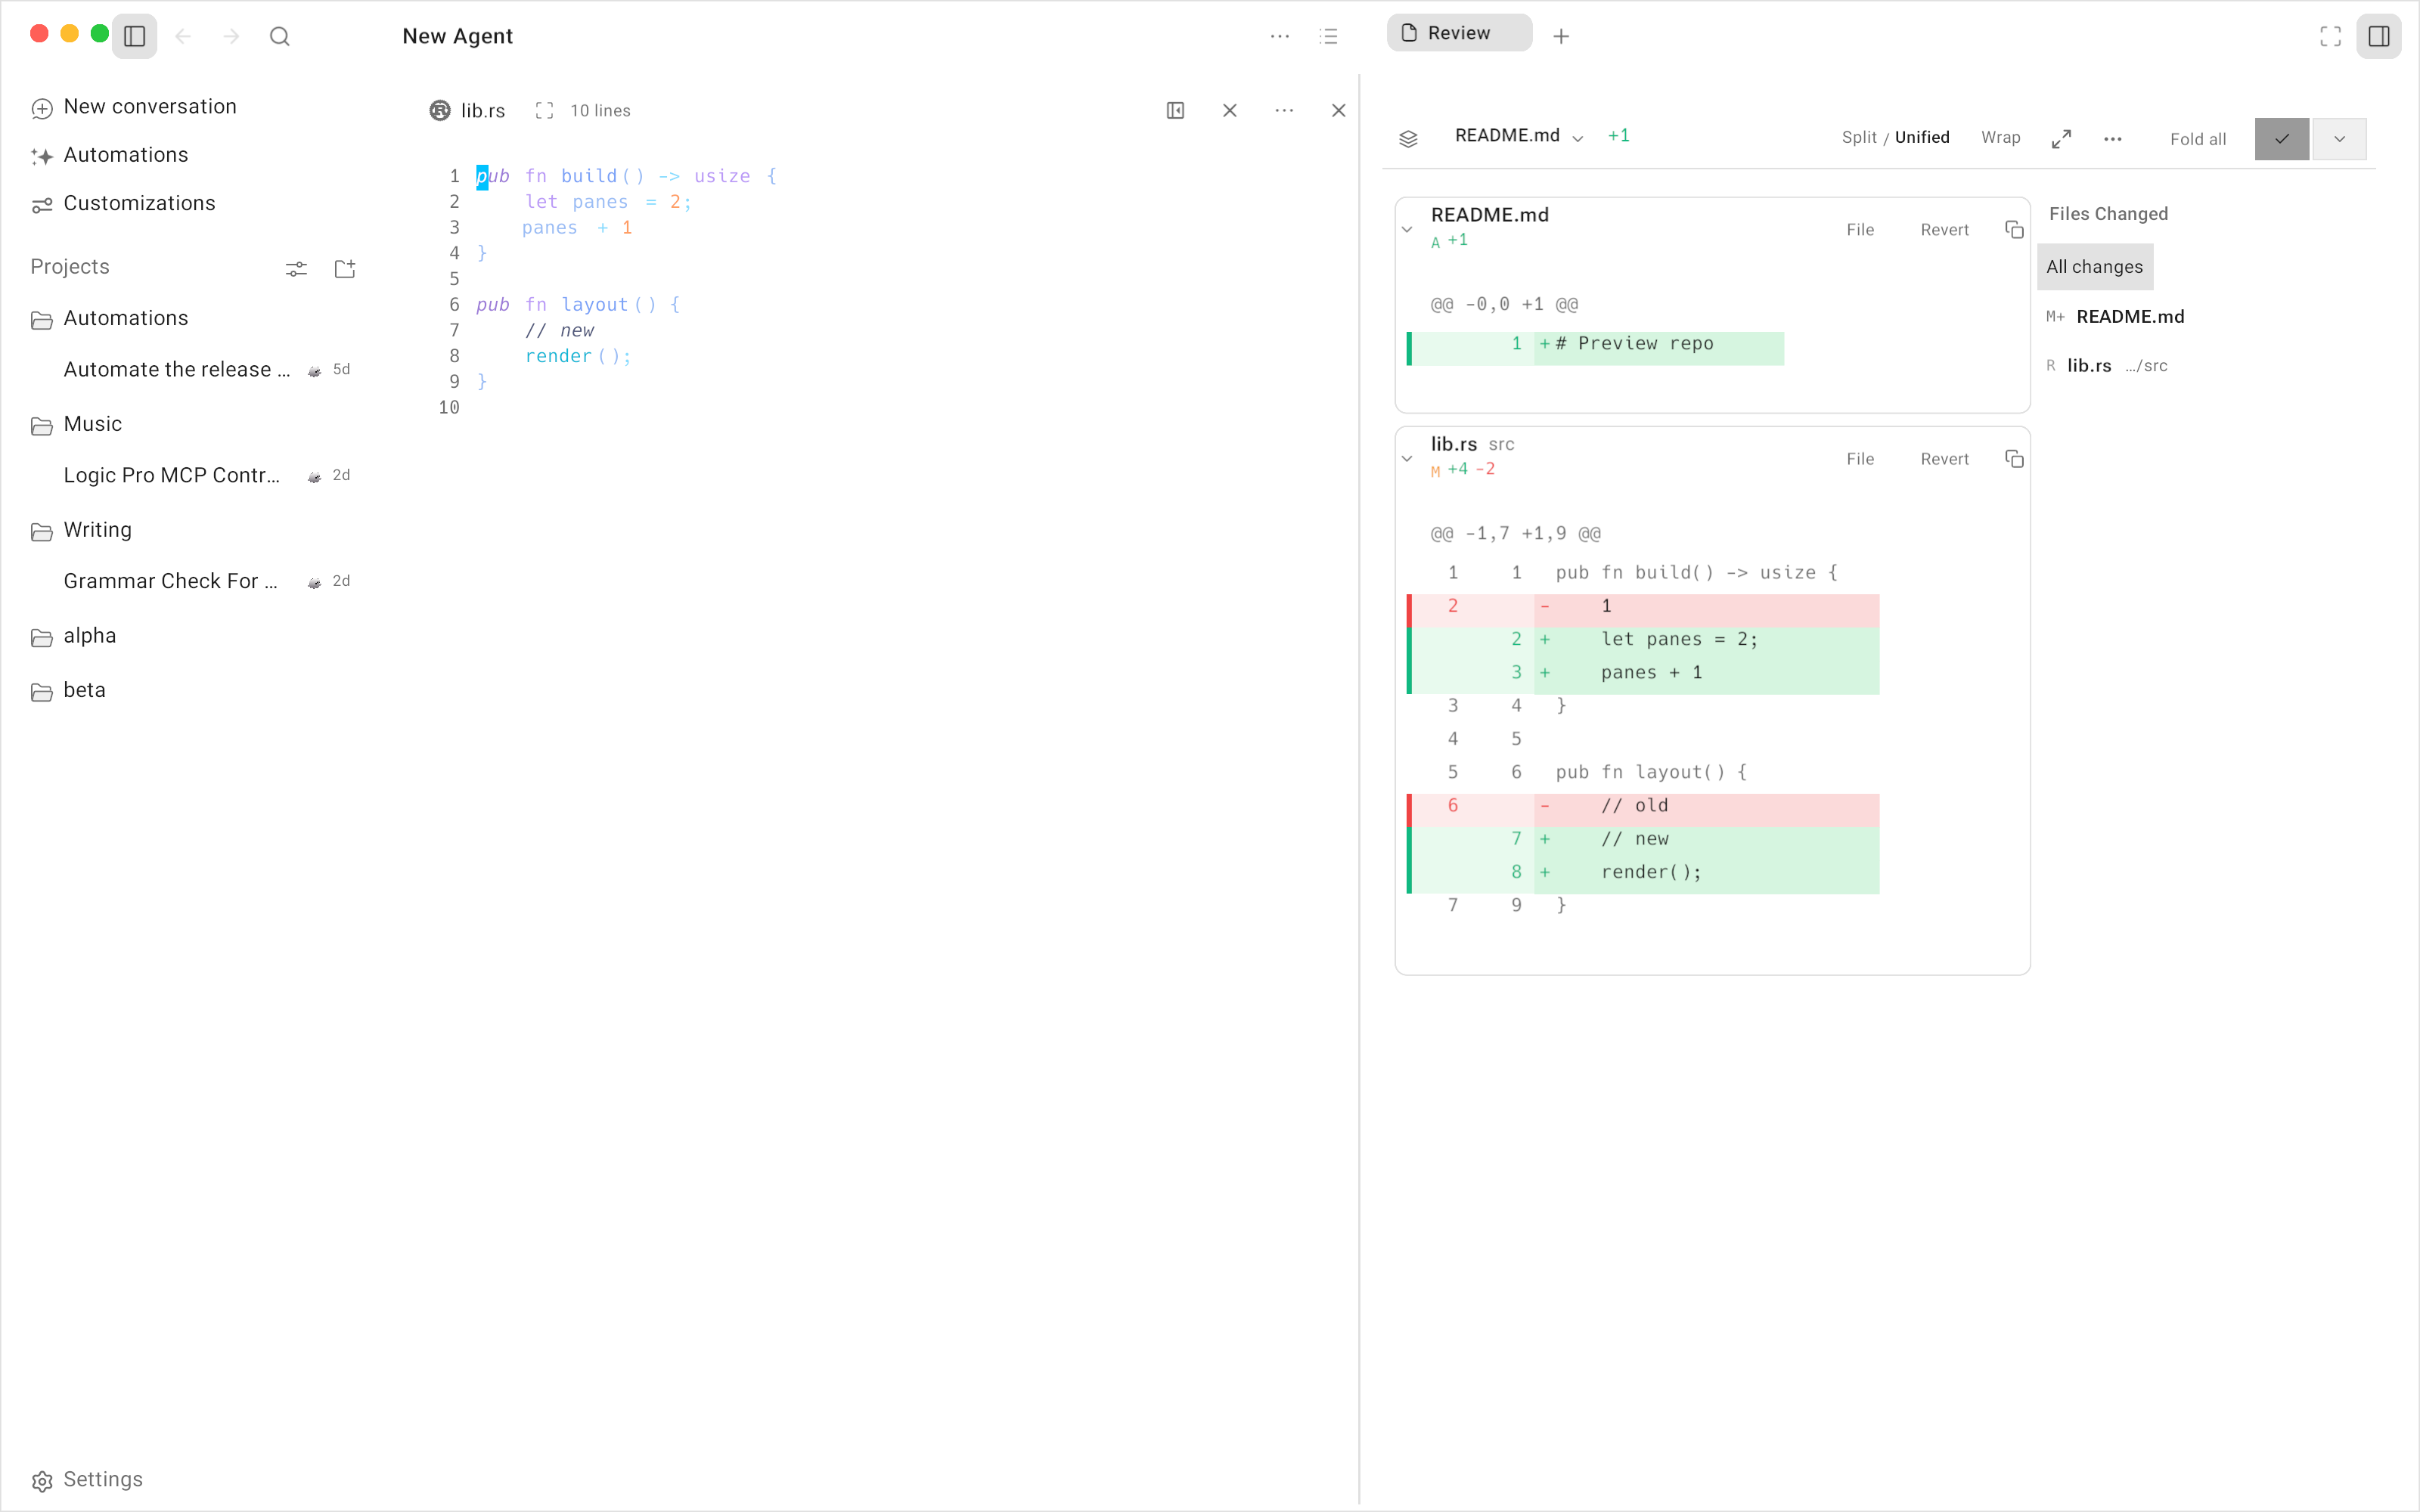 New Agent
Review
New conversation
Automations
Customizations
Projects
Automations
Automate the release ... 5d
Music
Logic Pro MCP Contr... 2d
Writing
Grammar Check For ... 2d
alpha
beta
Settings
lib.rs 10 lines
1 pub fn build() -> usize {
2     let panes = 2;
3     panes + 1
4 }
5
6 pub fn layout() {
7     // new
8     render();
9 }
10
README.md +1 Split / Unified Wrap Fold all
README.md File Revert
A +1
@@ -0,0 +1 @@
1 +# Preview repo
lib.rs src File Revert
M +4 -2
@@ -1,7 +1,9 @@
1 1 pub fn build() -> usize {
2 -     1
2 +     let panes = 2;
3 +     panes + 1
3 4 }
4 5
5 6 pub fn layout() {
6 -     // old
7 +     // new
8 +     render();
7 9 }
Files Changed
All changes
M+ README.md
R lib.rs .../src